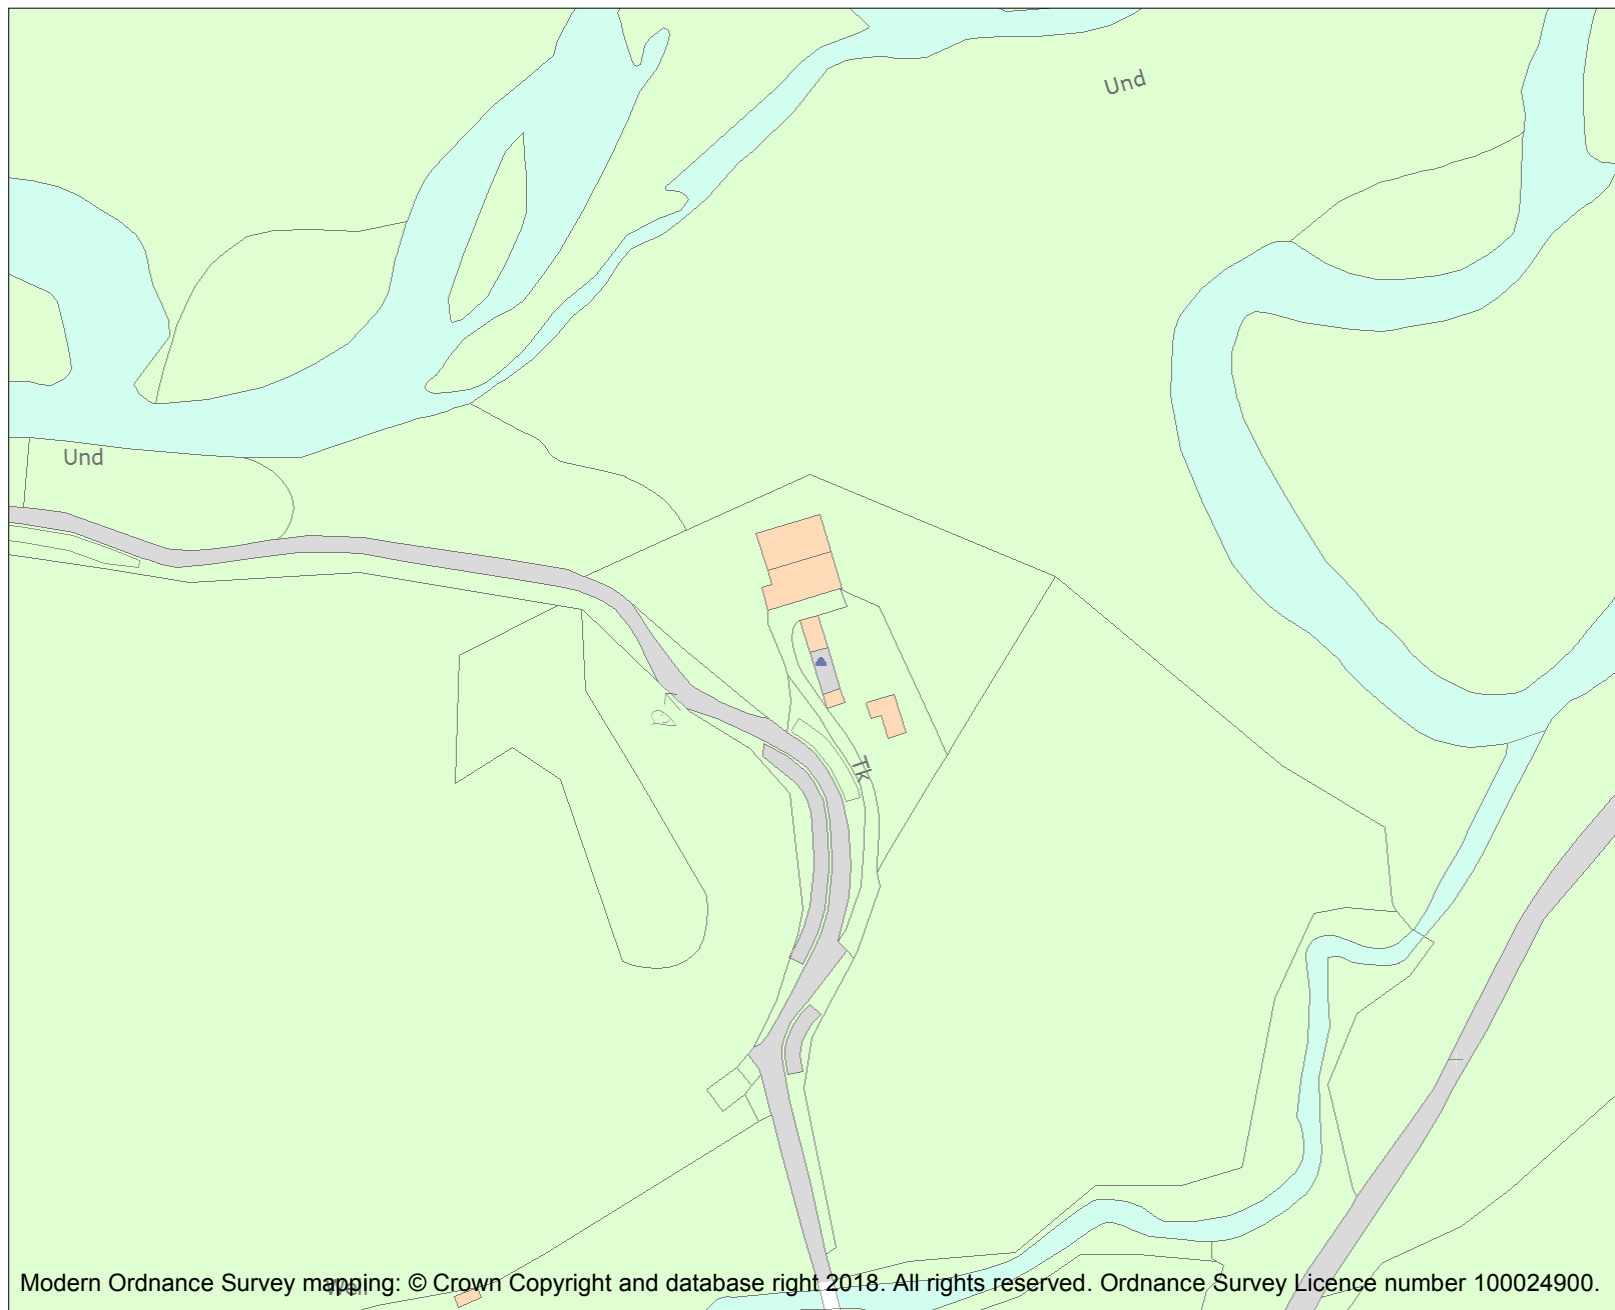 Und
Und
Tk
Well
Modern Ordnance Survey mapping: © Crown Copyright and database right 2018. All rights reserved. Ordnance Survey Licence number 100024900.